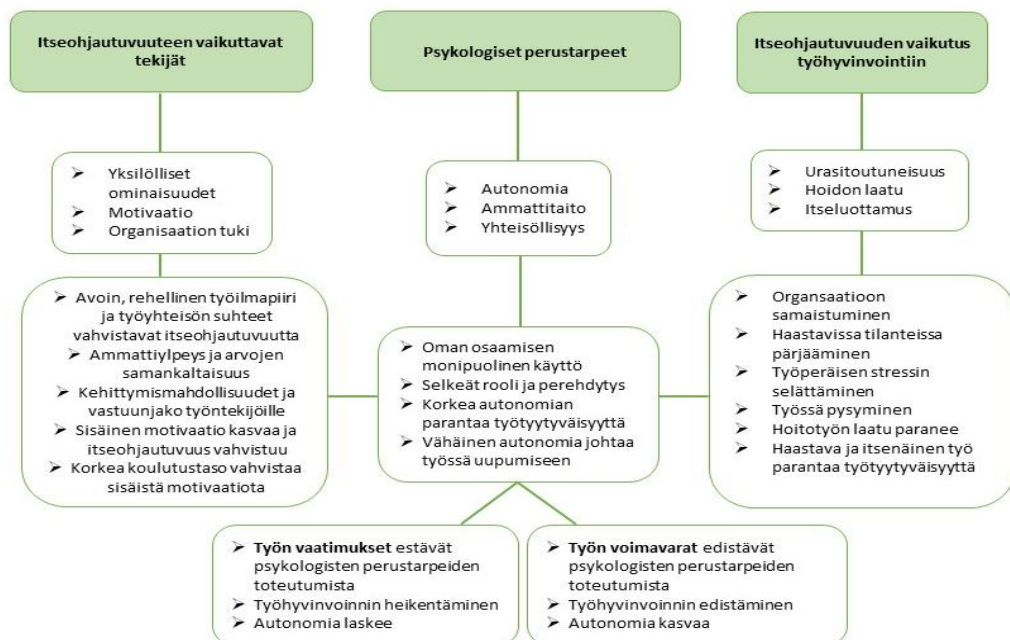 Itseohjautuvuuteen vaikuttavat
tekijät
➢ Yksilölliset
ominaisuudet
➢ Motivaatio
➢ Organisaation tuki
➢ Avoin, rehellinen työilmapiiri
ja työyhteisön suhteet
vahvistavat itseohjautuvuutta
➢ Ammattiylpeys ja arvojen
samankaltaisuus
➢ Kehittymismahdollisuudet ja
vastuunjako työntekijöille
➢ Sisäinen motivaatio kasvaa ja
itseohjautuvuus vahvistuu
➢ Korkea koulutustaso vahvistaa
sisäistä motivaatiota
Psykologiset perustarpeet
➢ Autonomia
➢ Ammattitaito
➢ Yhteisöllisyys
➢ Oman osaamisen
monipuolinen käyttö
➢ Selkeät rooli ja perehdytys
➢ Korkea autonomian
parantaa työtyytyväisyyttä
➢ Vähäinen autonomia johtaa
työssä uupumiseen
Itseohjautuvuuden vaikutus
työhyvinvointiin
➢ Urasitoutuneisuus
➢ Hoidon laatu
➢ Itseluottamus
➢ Organsaatioon
samaistuminen
➢ Haastavissa tilanteissa
pärjääminen
➢ Työperäisen stressin
selättäminen
➢ Työssä pysyminen
➢ Hoitotyön laatu paranee
➢ Haastava ja itsenäinen työ
parantaa työtyytyväisyyttä
➢ Työn vaatimukset estävät
psykologisten perustarpeiden
toteutumista
➢ Työhyvinvoinnin heikentäminen
➢ Autonomia laskee
➢ Työn voimavarat edistävät
psykologisten perustarpeiden
toteutumista
➢ Työhyvinvoinnin edistäminen
➢ Autonomia kasvaa